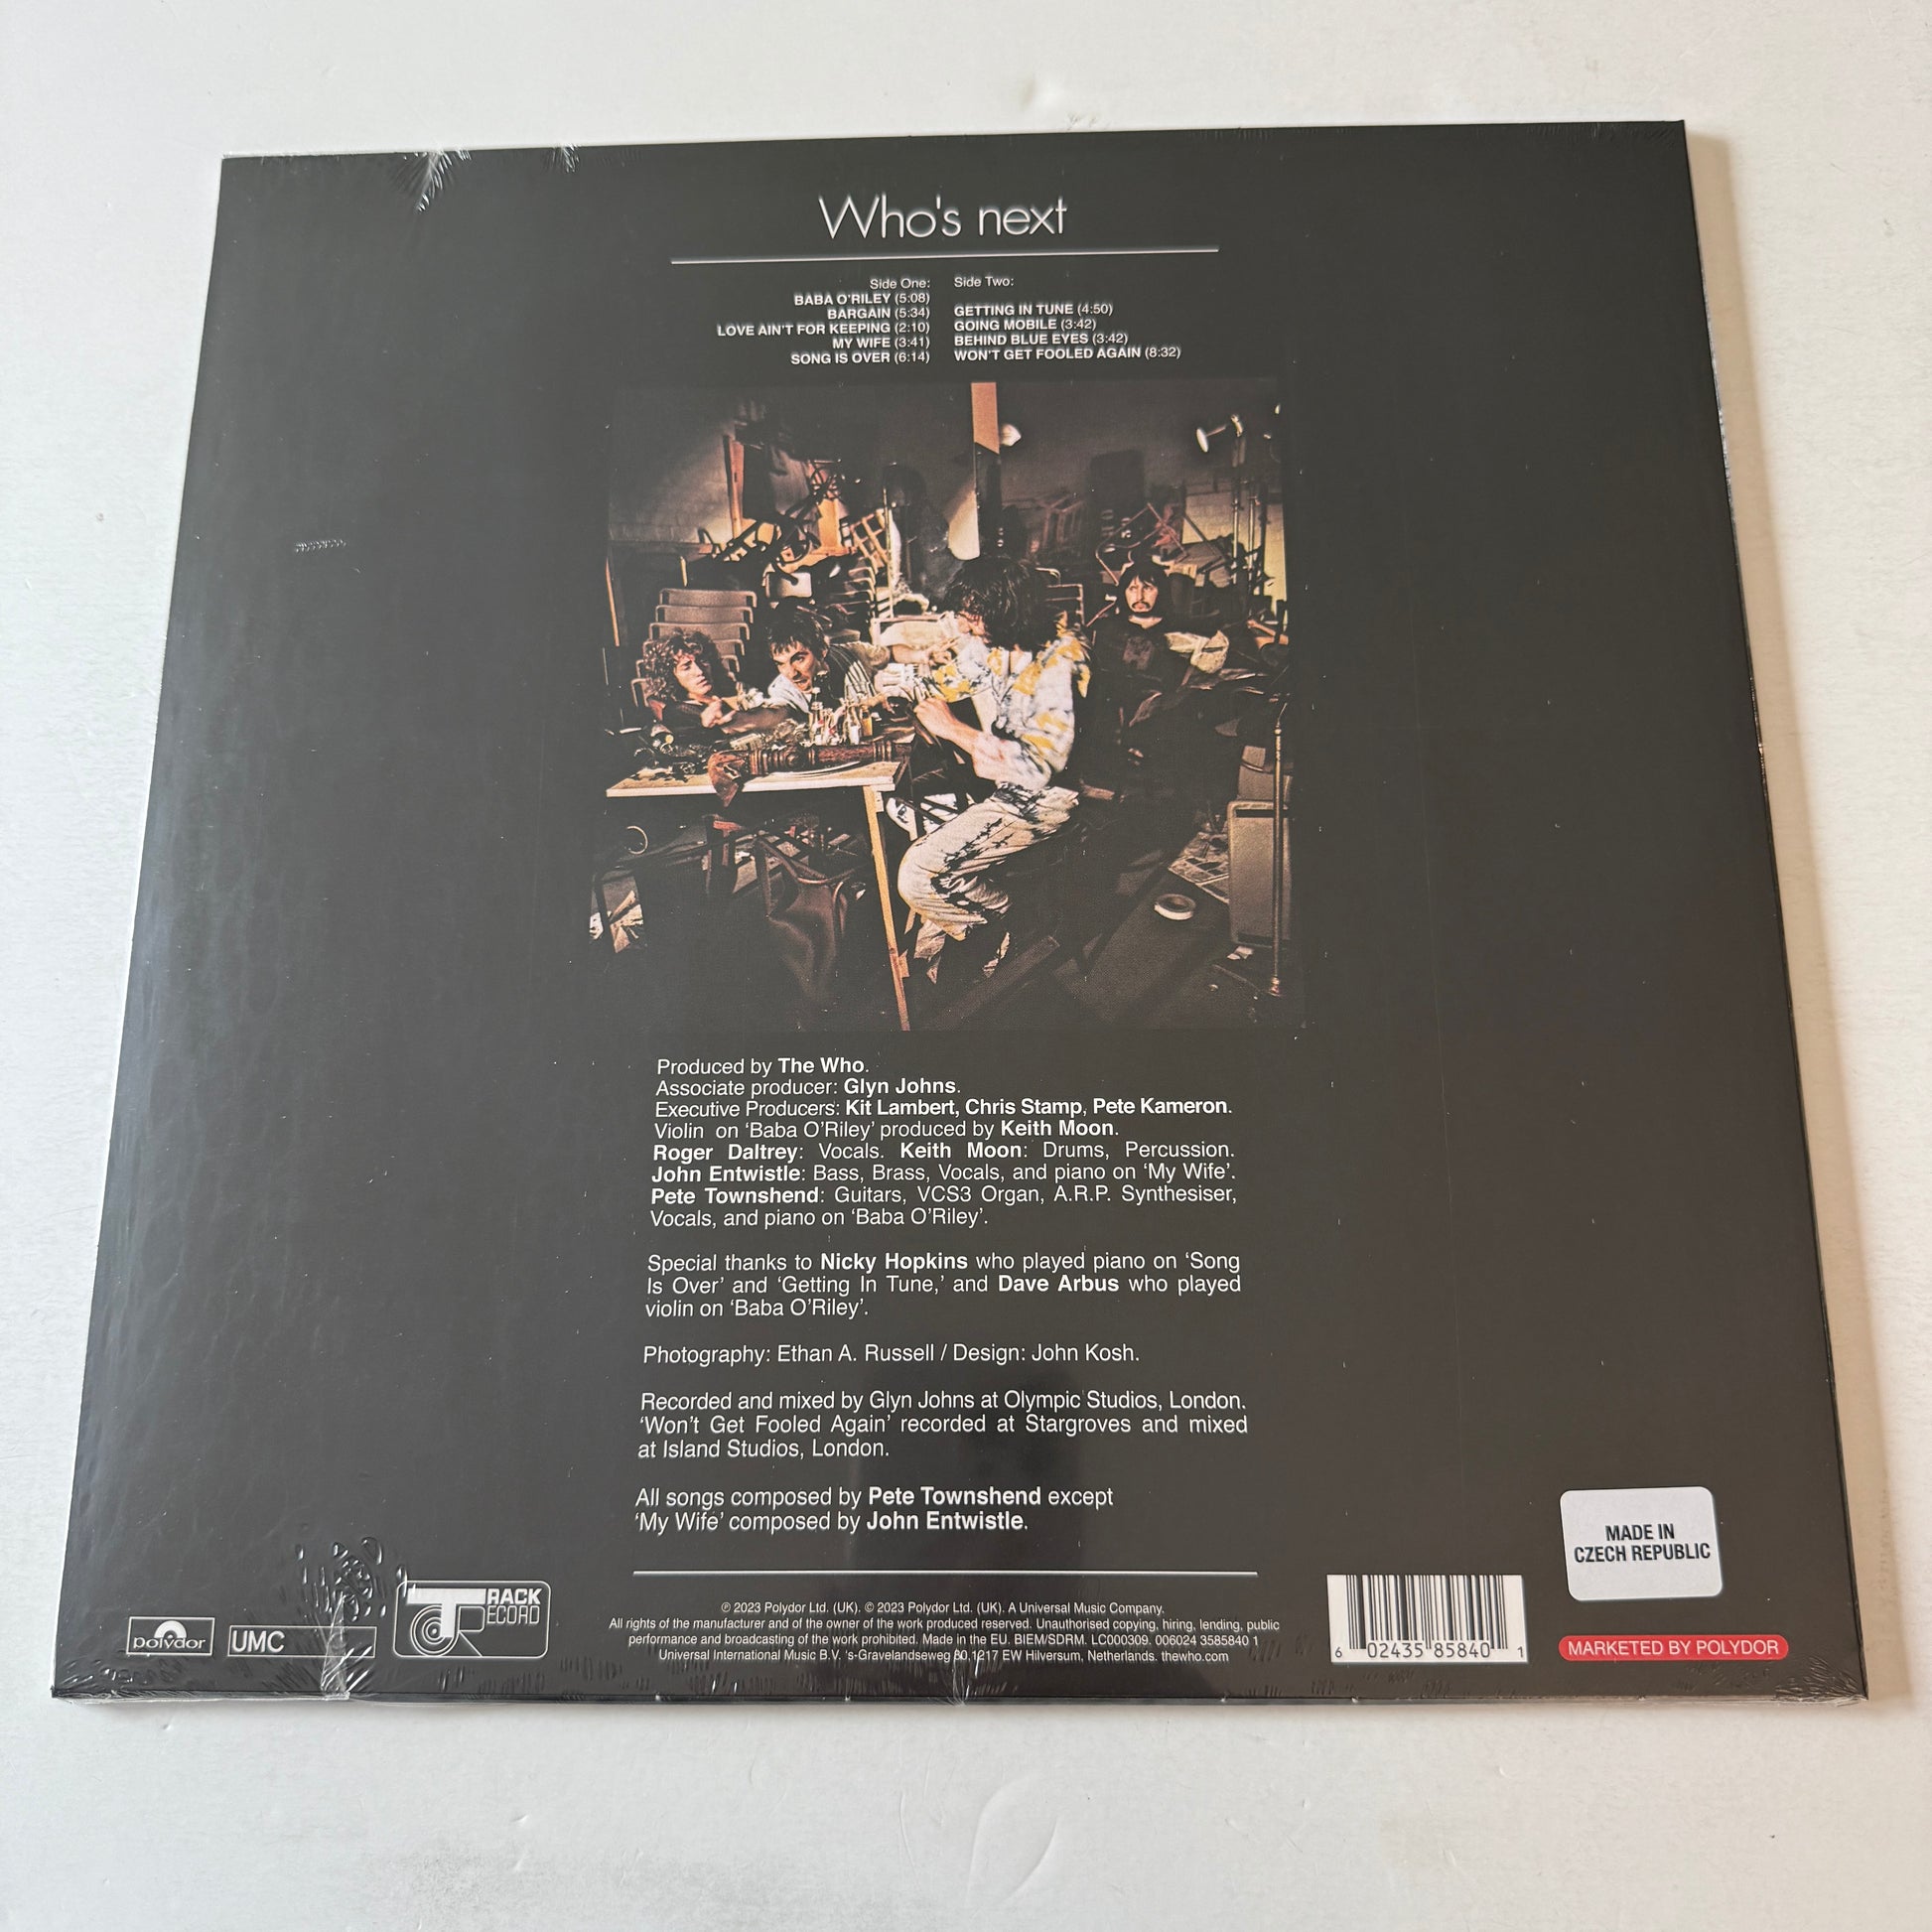 Who's next
Side One:
BABA O'RILEY (5:08)
BARGAIN (5:34)
LOVE AIN'T FOR KEEPING (2:10)
MY WIFE (3:41)
SONG IS OVER (6:14)
Side Two:
GETTING IN TUNE (4:50)
GOING MOBILE (3:42)
BEHIND BLUE EYES (3:42)
WON'T GET FOOLED AGAIN (8:32)
Produced by The Who.
Associate producer: Glyn Johns.
Executive Producers: Kit Lambert, Chris Stamp, Pete Kameron.
Violin on ‘Baba O’Riley’ produced by Keith Moon.
Roger Daltrey: Vocals. Keith Moon: Drums, Percussion.
John Entwistle: Bass, Brass, Vocals, and piano on ‘My Wife’.
Pete Townshend: Guitars, VCS3 Organ, A.R.P. Synthesiser,
Vocals, and piano on ‘Baba O’Riley’.
Special thanks to Nicky Hopkins who played piano on ‘Song
Is Over’ and ‘Getting In Tune,’ and Dave Arbus who played
violin on ‘Baba O’Riley’.
Photography: Ethan A. Russell / Design: John Kosh.
Recorded and mixed by Glyn Johns at Olympic Studios, London.
‘Won’t Get Fooled Again’ recorded at Stargroves and mixed
at Island Studios, London.
All songs composed by Pete Townshend except
‘My Wife’ composed by John Entwistle.
polydor
UMC
TRACK
RECORD
℗ 2023 Polydor Ltd. (UK). © 2023 Polydor Ltd. (UK). A Universal Music Company.
All rights of the manufacturer and of the owner of the work produced reserved. Unauthorised copying, hiring, lending, public
performance and broadcasting of the work prohibited. Made in the EU. BIEM/SDRM. LC000309. 006024 3585840 1
Universal International Music B.V. 's-Gravelandseweg 80,1217 EW Hilversum, Netherlands. thewho.com
6 02435 85840 1
MADE IN
CZECH REPUBLIC
MARKETED BY POLYDOR